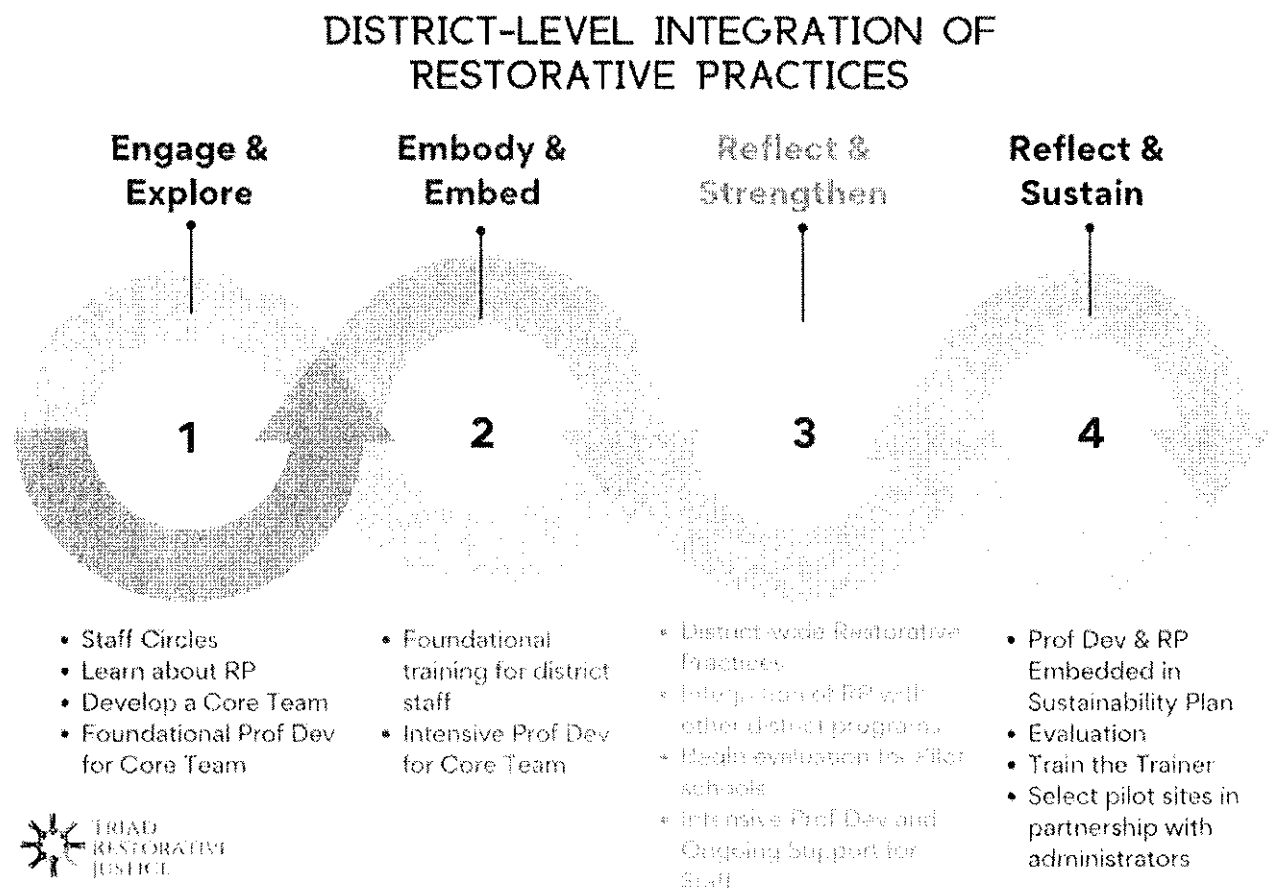 DISTRICT-LEVEL INTEGRATION OF
RESTORATIVE PRACTICES
Engage &
Explore
Embody &
Embed
Reflect &
Strengthen
Reflect &
Sustain
1
2
3
4
• Staff Circles
• Learn about RP
• Develop a Core Team
• Foundational Prof Dev
for Core Team
• Foundational
training for district
staff
• Intensive Prof Dev
for Core Team
• District-wide Restorative
Practices
• Integration of RP with
other district programs
• Begin evaluation for Pilot
schools
• Intensive Prof Dev and
Ongoing Support for
Staff
• Prof Dev & RP
Embedded in
Sustainability Plan
• Evaluation
• Train the Trainer
• Select pilot sites in
partnership with
administrators
TRIAD
RESTORATIVE
JUSTICE